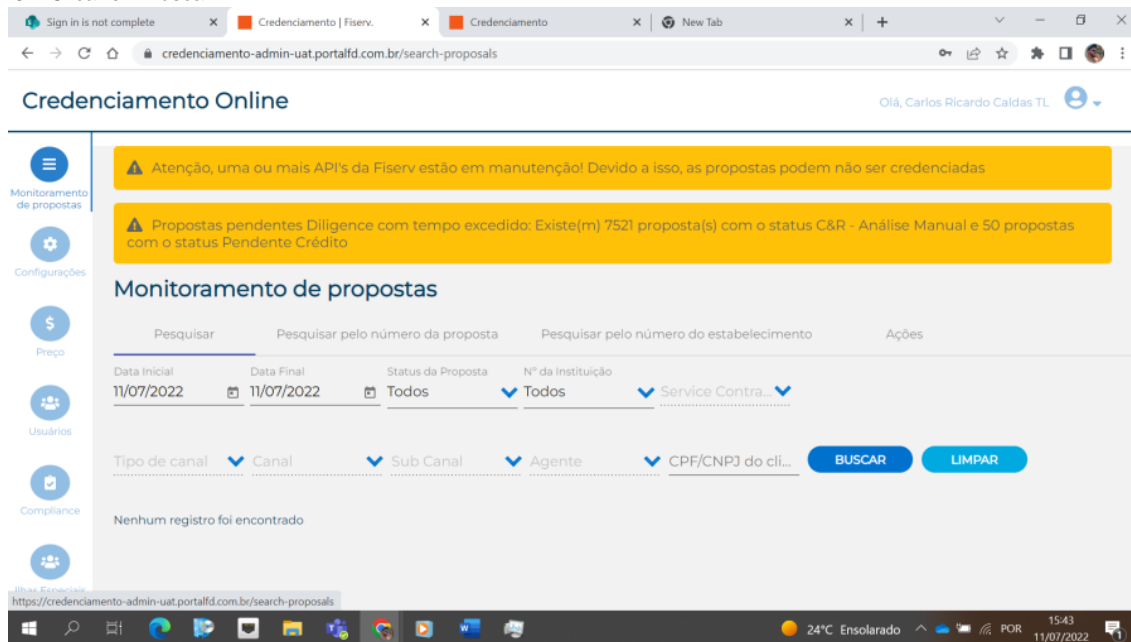 Sign in is not complete
Credenciamento | Fiserv.
Credenciamento
New Tab
credenciamento-admin-uat.portalfd.com.br/search-proposals
Credenciamento Online
Olá, Carlos Ricardo Caldas TL
Monitoramento
de propostas
Atenção, uma ou mais API's da Fiserv estão em manutenção! Devido a isso, as propostas podem não ser credenciadas
Propostas pendentes Diligence com tempo excedido: Existe(m) 7521 proposta(s) com o status C&R - Análise Manual e 50 propostas
com o status Pendente Crédito
Configurações
Monitoramento de propostas
Preço
Pesquisar
Pesquisar pelo número da proposta
Pesquisar pelo número do estabelecimento
Ações
Data Inicial
Data Final
Status da Proposta
Nº da Instituição
11/07/2022
11/07/2022
Todos
Todos
Service Contra...
Usuários
Tipo de canal
Canal
Sub Canal
Agente
CPF/CNPJ do cli...
BUSCAR
LIMPAR
Compliance
Nenhum registro foi encontrado
Ilhas Especiais
https://credenciamento-admin-uat.portalfd.com.br/search-proposals
24°C Ensolarado
POR
15:43
11/07/2022